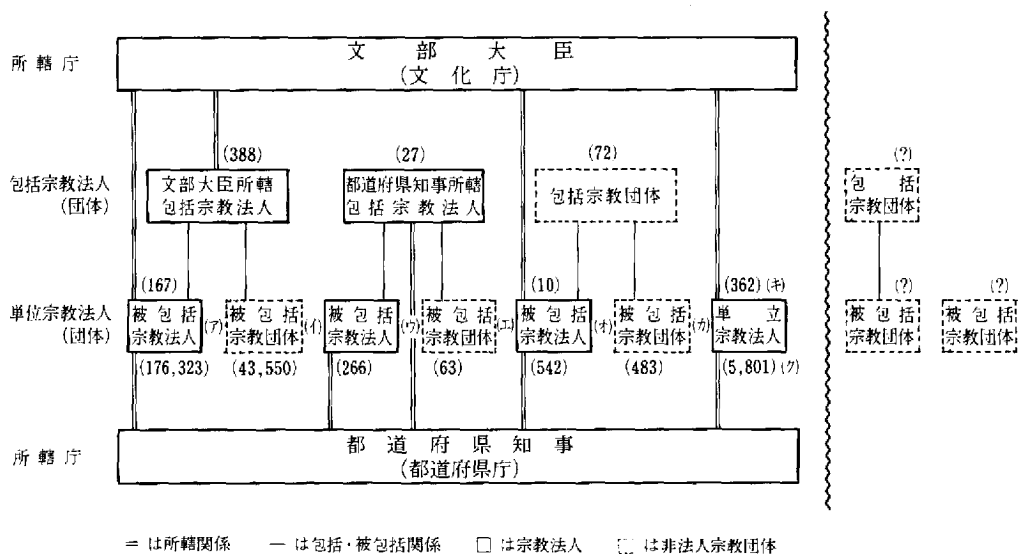 所轄庁
文部大臣
(文化庁)
(388)
(27)
(72)
(?)
包括宗教法人
(団体)
文部大臣所轄
包括宗教法人
都道府県知事所轄
包括宗教法人
包括宗教団体
包括
宗教団体
(167)
(10)
(362)(キ)
(?)
(?)
単位宗教法人
(団体)
被包括
宗教法人
(ア)
被包括
宗教団体
(イ)
被包括
宗教法人
(ウ)
被包括
宗教団体
(エ)
被包括
宗教法人
(オ)
被包括
宗教団体
(カ)
単立
宗教法人
被包括
宗教団体
被包括
宗教団体
(176,323)
(43,550)
(266)
(63)
(542)
(483)
(5,801)(ク)
所轄庁
都道府県知事
(都道府県庁)
= は所轄関係 − は包括・被包括関係 □ は宗教法人 は非法人宗教団体